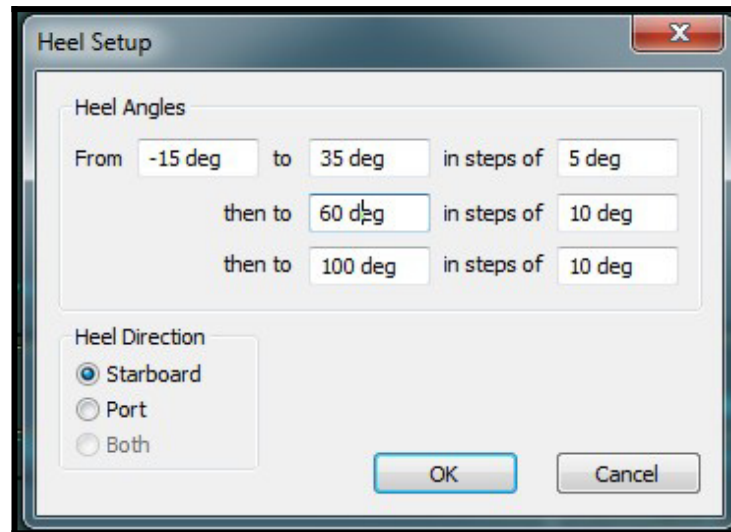 Heel Setup
Heel Angles
From -15 deg to 35 deg in steps of 5 deg
then to 60 deg in steps of 10 deg
then to 100 deg in steps of 10 deg
Heel Direction
Starboard
Port
Both
OK Cancel